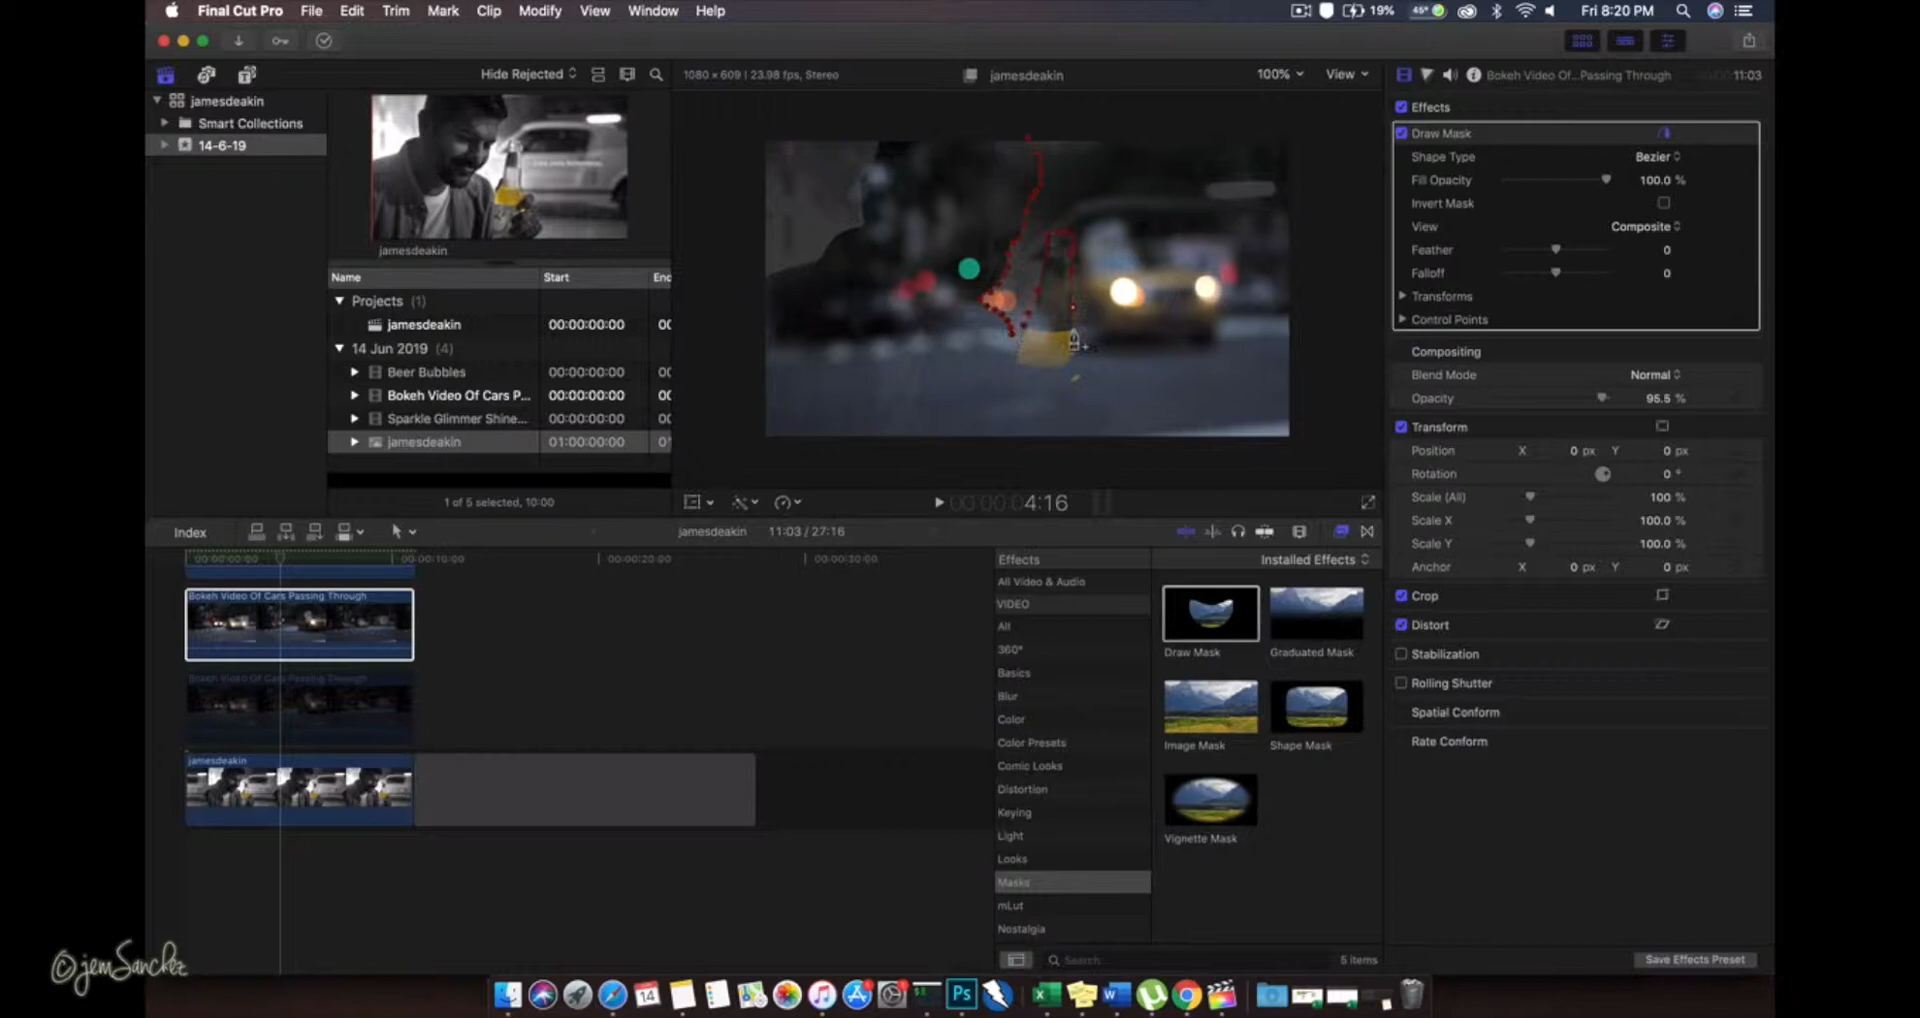 Final Cut Pro File Edit Trim Mark Clip Modify View Window Help 19% 45° Fri 8:20 PM
Hide Rejected
1080 × 609 | 23.98 fps, Stereo
jamesdeakin
100%
View
Bokeh Video Of...Passing Through
11:03
jamesdeakin
Smart Collections
14-6-19
jamesdeakin
Name Start End
Projects (1)
jamesdeakin 00:00:00:00 00
14 Jun 2019 (4)
Beer Bubbles 00:00:00:00 00
Bokeh Video Of Cars P... 00:00:00:00 00
Sparkle Glimmer Shine... 00:00:00:00 00
jamesdeakin 01:00:00:00
1 of 5 selected, 10:00
00:00:00:0 4:16
Effects
Draw Mask
Shape Type Bezier
Fill Opacity 100.0 %
Invert Mask
View Composite
Feather 0
Falloff 0
Transforms
Control Points
Compositing
Blend Mode Normal
Opacity 95.5 %
Transform
Position X 0 px Y 0 px
Rotation 0 °
Scale (All) 100 %
Scale X 100.0 %
Scale Y 100.0 %
Anchor X 0 px Y 0 px
Crop
Distort
Stabilization
Rolling Shutter
Spatial Conform
Rate Conform
Save Effects Preset
Index
jamesdeakin
11:03 / 27:16
00:00:00:00 00:00:10:00 00:00:20:00 00:00:30:00
Bokeh Video Of Cars Passing Through
Bokeh Video Of Cars Passing Through
jamesdeakin
Effects
Installed Effects
All Video & Audio
VIDEO
All
360°
Basics
Blur
Color
Color Presets
Comic Looks
Distortion
Keying
Light
Looks
Masks
mLut
Nostalgia
Draw Mask
Graduated Mask
Image Mask
Shape Mask
Vignette Mask
Search...
5 items
14
Ps
©jemSanchez